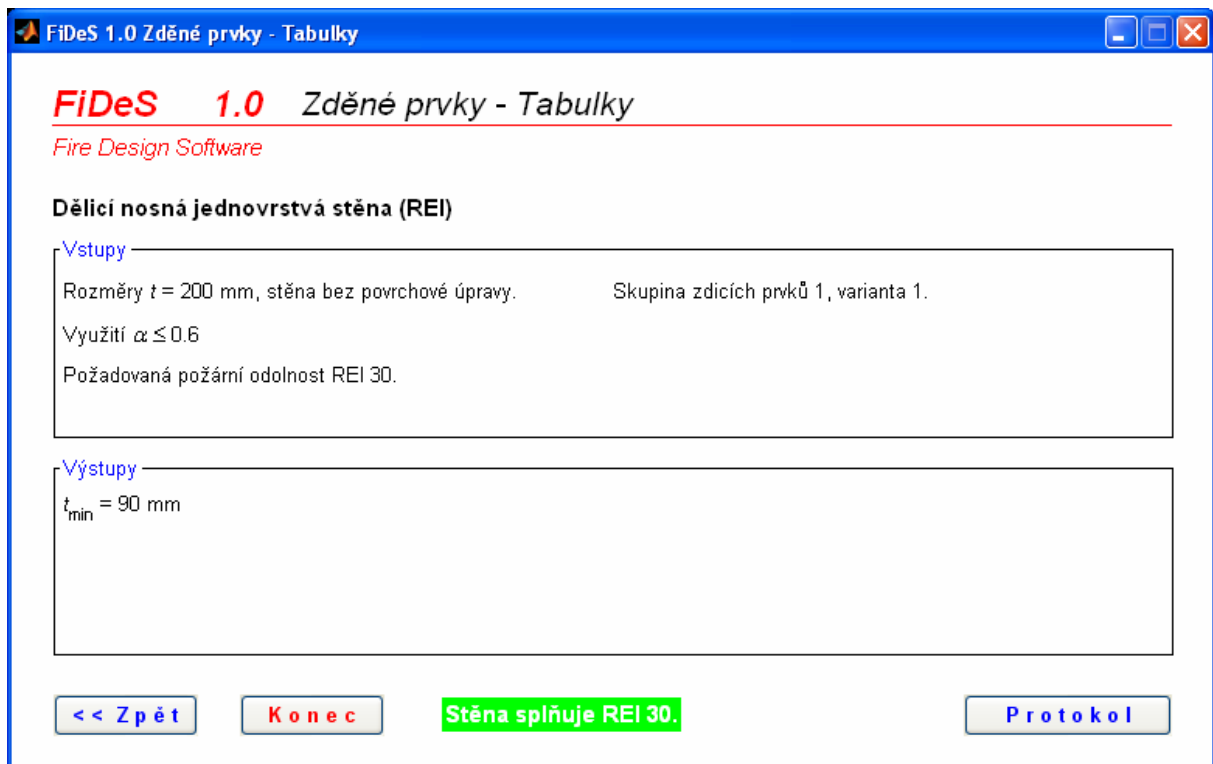 FiDeS 1.0 Zděné prvky - Tabulky
FiDeS 1.0 Zděné prvky - Tabulky
Fire Design Software
Dělicí nosná jednovrstvá stěna (REI)
Vstupy
Rozměry t = 200 mm, stěna bez povrchové úpravy. Skupina zdicích prvků 1, varianta 1.
Využití α ≤ 0.6
Požadovaná požární odolnost REI 30.
Výstupy
tmin = 90 mm
<< Zpět Konec Stěna splňuje REI 30. Protokol